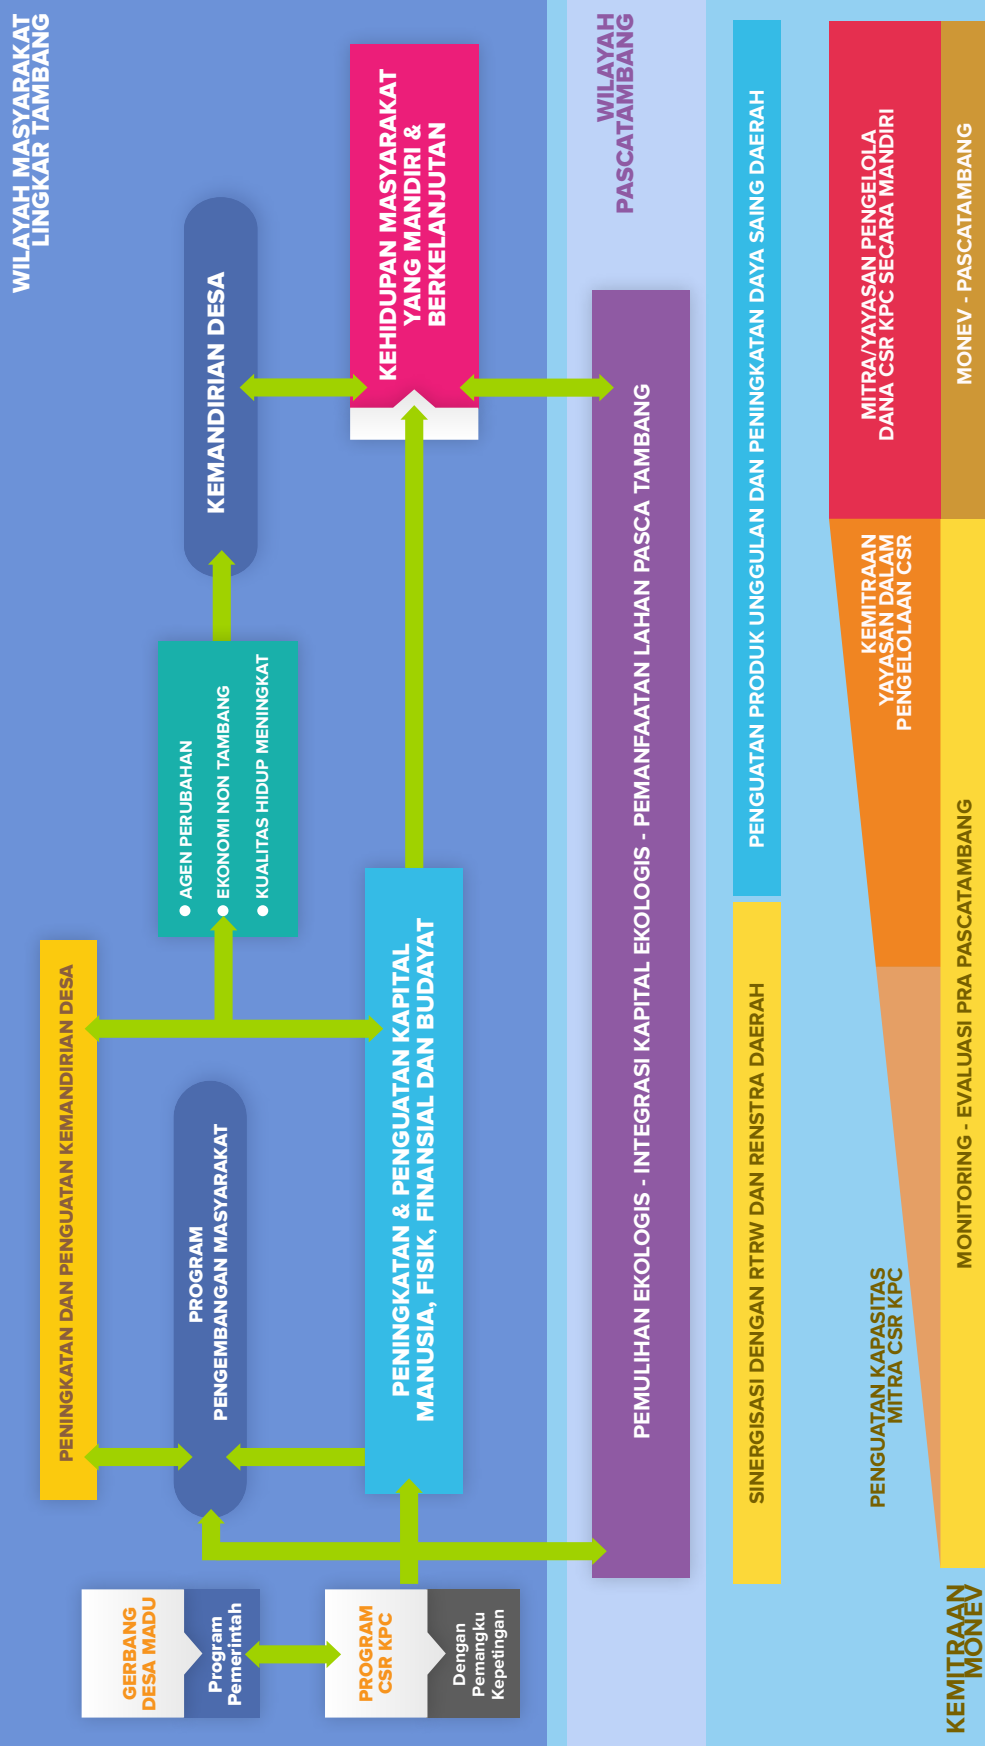 WILAYAH MASYARAKAT
LINGKAR TAMBANG
PENINGKATAN DAN PENGUATAN KEMANDIRIAN DESA
GERBANG
DESA MADU
Program
Pemerintah
PROGRAM
PENGEMBANGAN MASYARAKAT
● AGEN PERUBAHAN
● EKONOMI NON TAMBANG
● KUALITAS HIDUP MENINGKAT
KEMANDIRIAN DESA
PROGRAM
CSR KPC
Dengan
Pemangku
Kepetingan
PENINGKATAN & PENGUATAN KAPITAL
MANUSIA, FISIK, FINANSIAL DAN BUDAYAT
KEHIDUPAN MASYARAKAT
YANG MANDIRI &
BERKELANJUTAN
WILAYAH
PASCATAMBANG
PEMULIHAN EKOLOGIS - INTEGRASI KAPITAL EKOLOGIS - PEMANFAATAN LAHAN PASCA TAMBANG
SINERGISASI DENGAN RTRW DAN RENSTRA DAERAH
PENGUATAN PRODUK UNGGULAN DAN PENINGKATAN DAYA SAING DAERAH
PENGUATAN KAPASITAS
MITRA CSR KPC
KEMITRAAN
YAYASAN DALAM
PENGELOLAAN CSR
MITRA/YAYASAN PENGELOLA
DANA CSR KPC SECARA MANDIRI
KEMITRAAN
MONEV
MONITORING - EVALUASI PRA PASCATAMBANG
MONEV - PASCATAMBANG